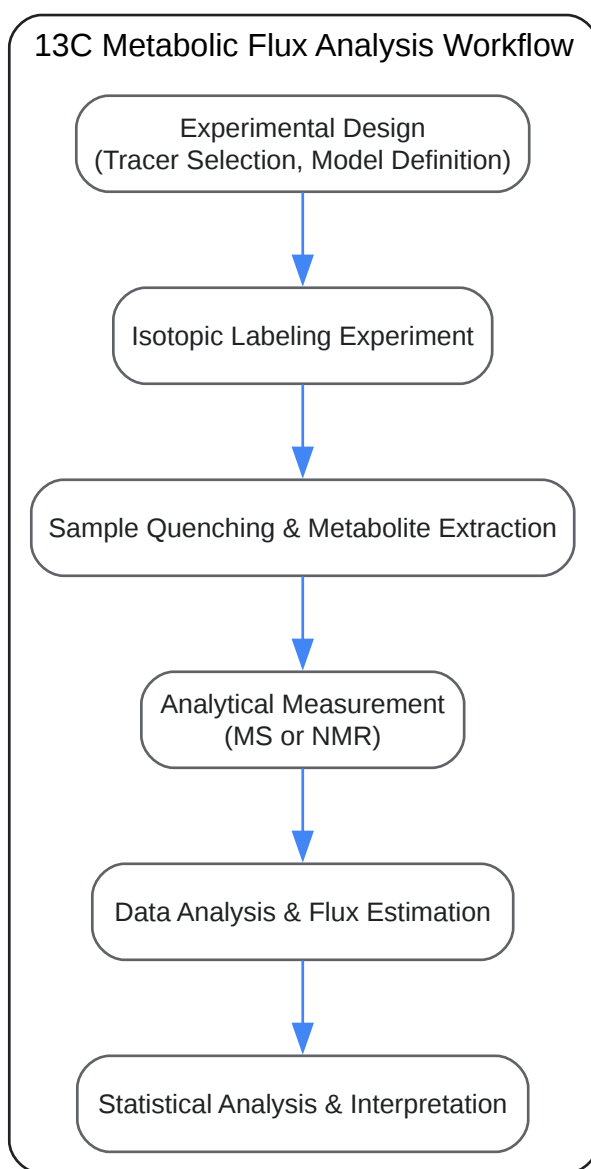 13C Metabolic Flux Analysis Workflow
Experimental Design
(Tracer Selection, Model Definition)
Isotopic Labeling Experiment
Sample Quenching & Metabolite Extraction
Analytical Measurement
(MS or NMR)
Data Analysis & Flux Estimation
Statistical Analysis & Interpretation